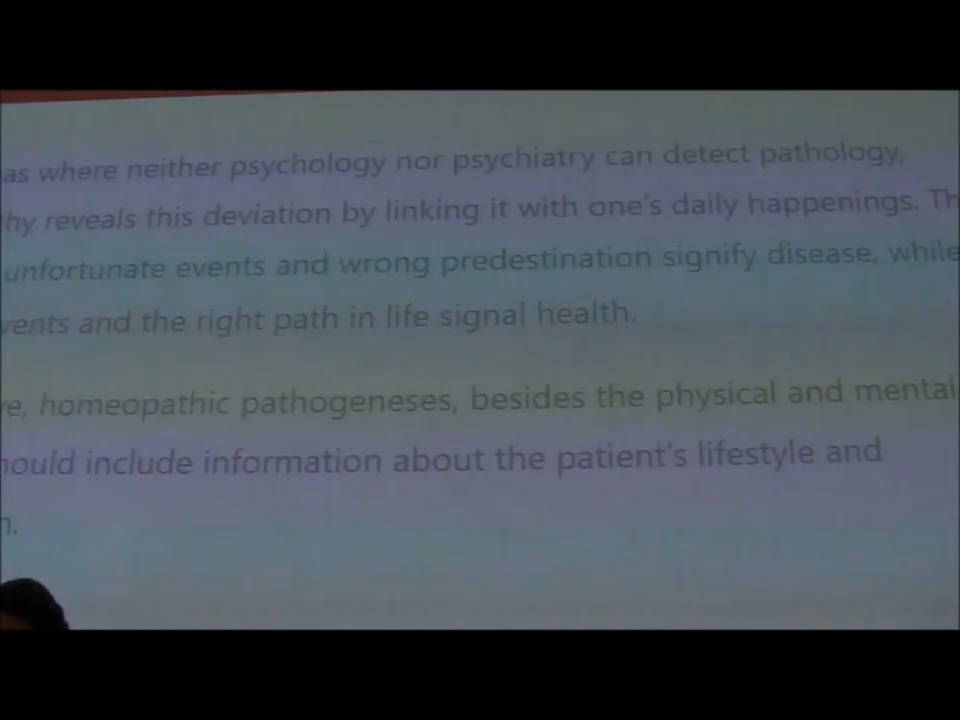 as where neither psychology nor psychiatry can detect pathology,
thy reveals this deviation by linking it with one's daily happenings. Th
unfortunate events and wrong predestination signify disease, while
vents and the right path in life signal health.
ve, homeopathic pathogeneses, besides the physical and mental
hould include information about the patient's lifestyle and
n.